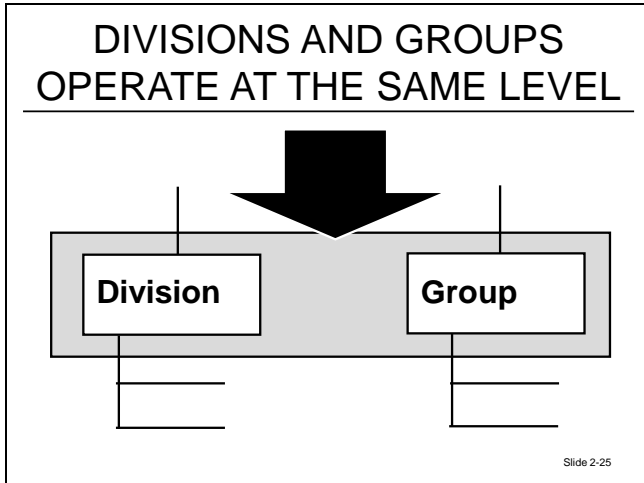 DIVISIONS AND GROUPS
OPERATE AT THE SAME LEVEL
Division
Group
Slide 2-25